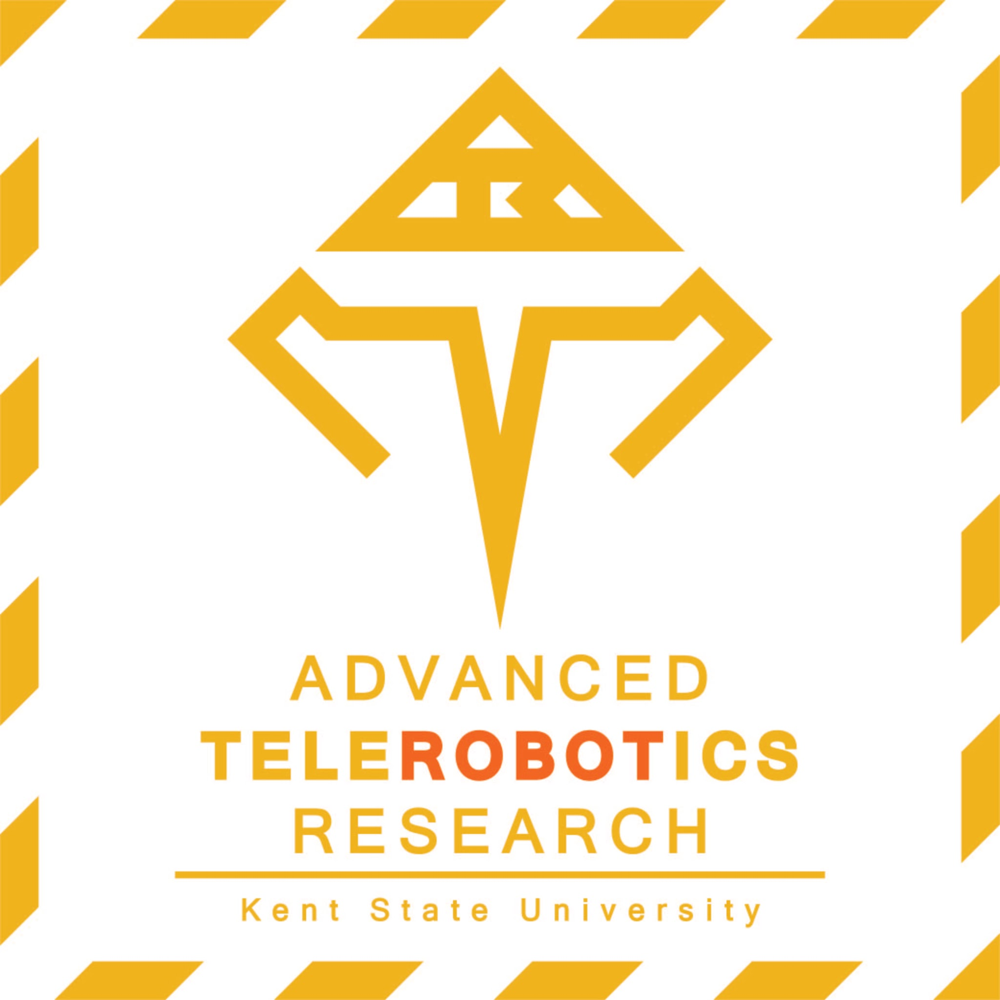 ADVANCED
TELEROBOTICS
RESEARCH
Kent State University